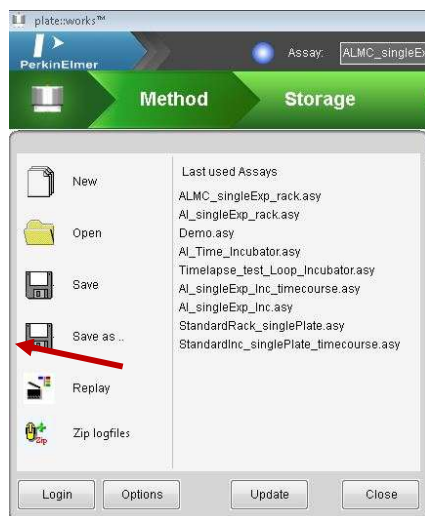 plate::works™
PerkinElmer
Assay: ALMC_singleE
Method Storage
New
Open
Save
Save as ..
Replay
Zip logfiles
Last used Assays
ALMC_singleExp_rack.asy
AI_singleExp_rack.asy
Demo.asy
AI_Time_Incubator.asy
Timelapse_test_Loop_Incubator.asy
AI_singleExp_Inc_timecourse.asy
AI_singleExp_Inc.asy
StandardRack_singlePlate.asy
StandardInc_singlePlate_timecourse.asy
Login Options Update Close